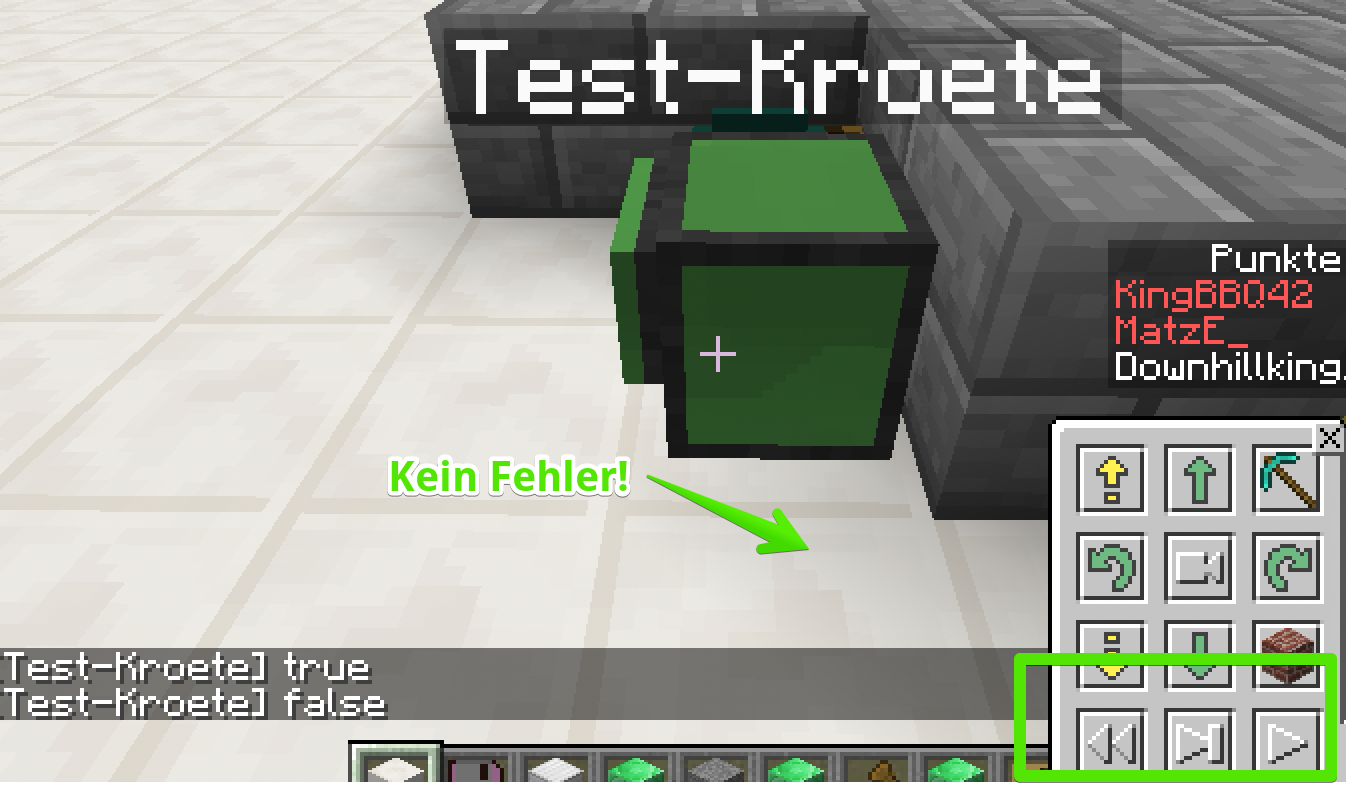 Test-Kroete
Punkte
KingBBQ42
MatzE_
Downhillking.
Kein Fehler!
[Test-Kroete] true
[Test-Kroete] false